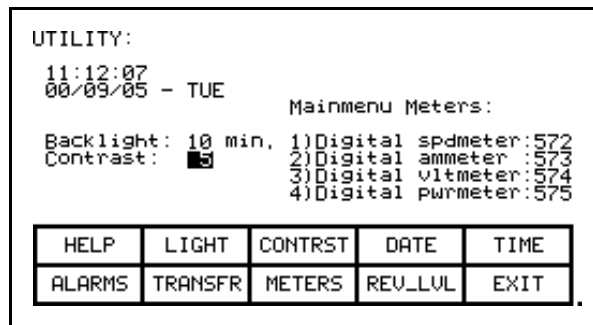 UTILITY:
11:12:07
00/09/05 - TUE
Mainmenu Meters:
Backlight: 10 min. 1)Digital spdmeter:572
Contrast: 5 2)Digital ammeter :573
3)Digital vltmeter:574
4)Digital pwrmeter:575
HELP LIGHT CONTRST DATE TIME
ALARMS TRANSFR METERS REV_LVL EXIT
.